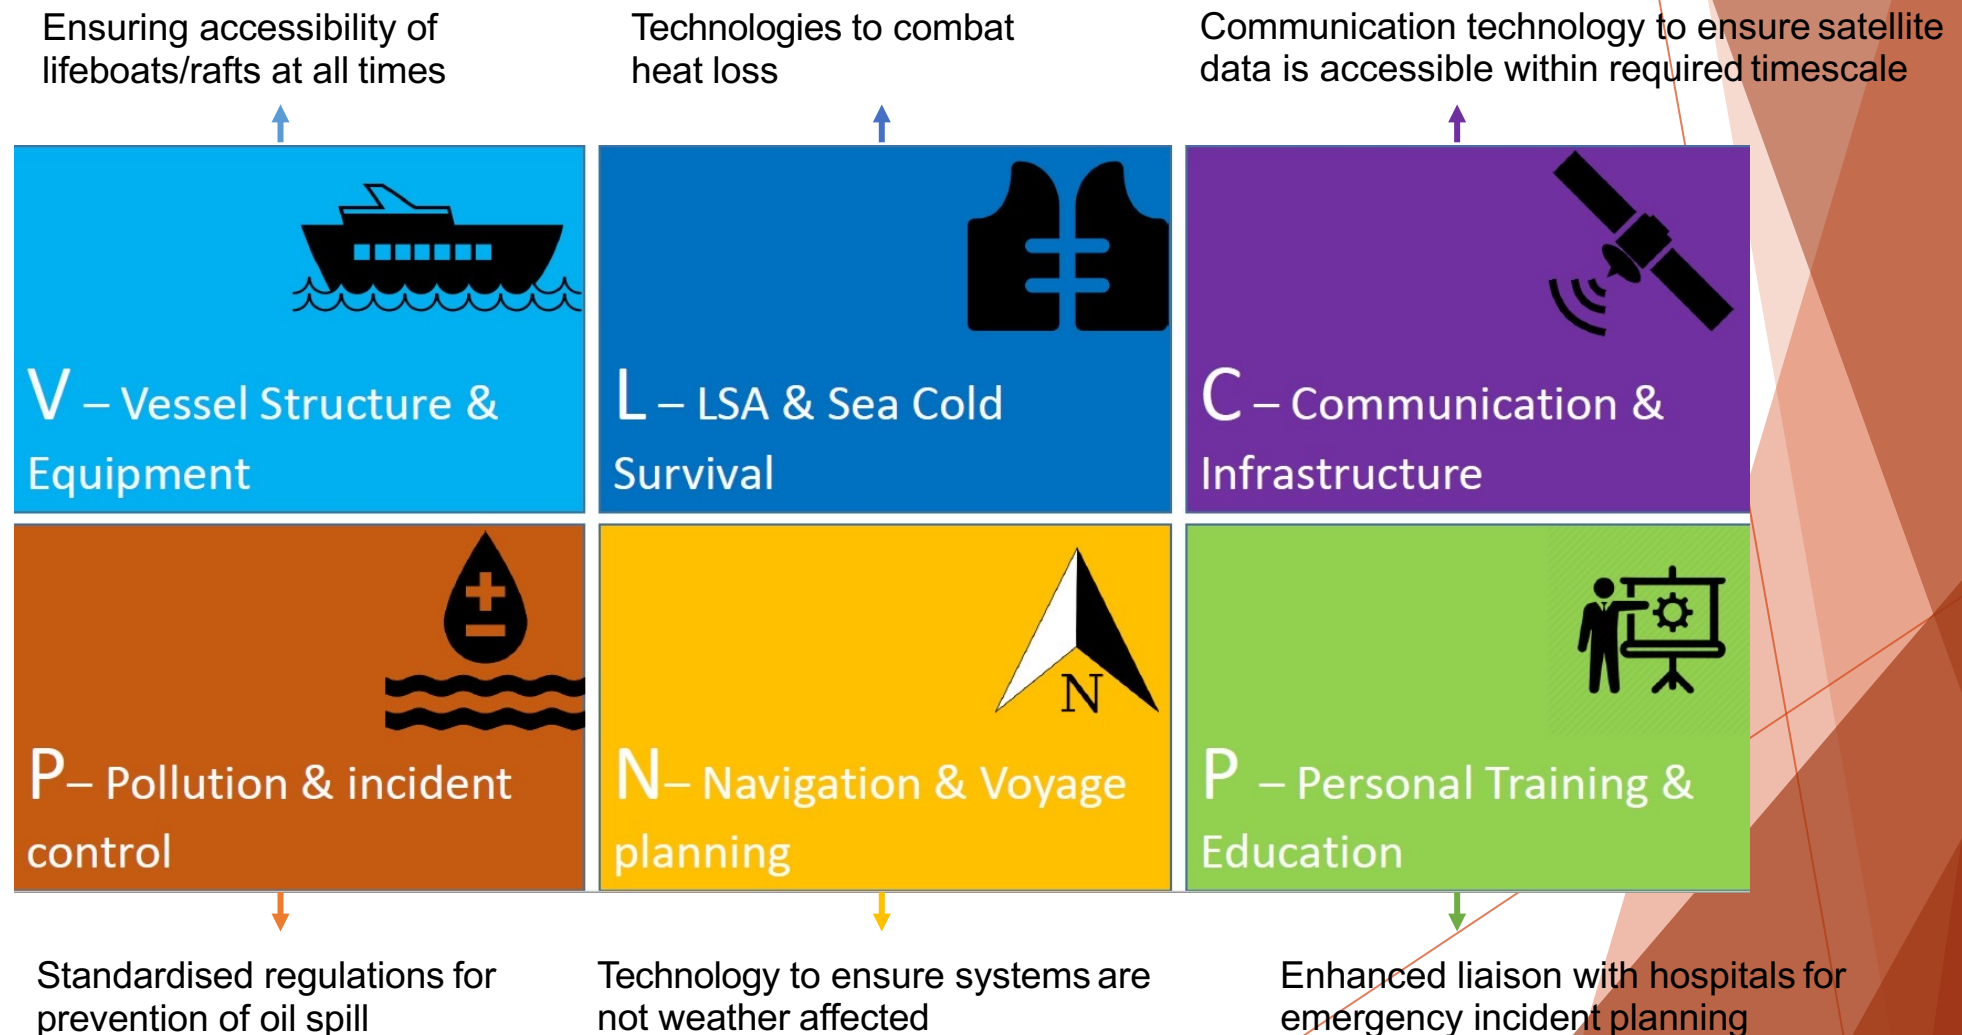 Ensuring accessibility of
lifeboats/rafts at all times
Technologies to combat
heat loss
Communication technology to ensure satellite
data is accessible within required timescale
V – Vessel Structure &
Equipment
L – LSA & Sea Cold
Survival
C – Communication &
Infrastructure
P– Pollution & incident
control
N
N– Navigation & Voyage
planning
P – Personal Training &
Education
Standardised regulations for
prevention of oil spill
Technology to ensure systems are
not weather affected
Enhanced liaison with hospitals for
emergency incident planning